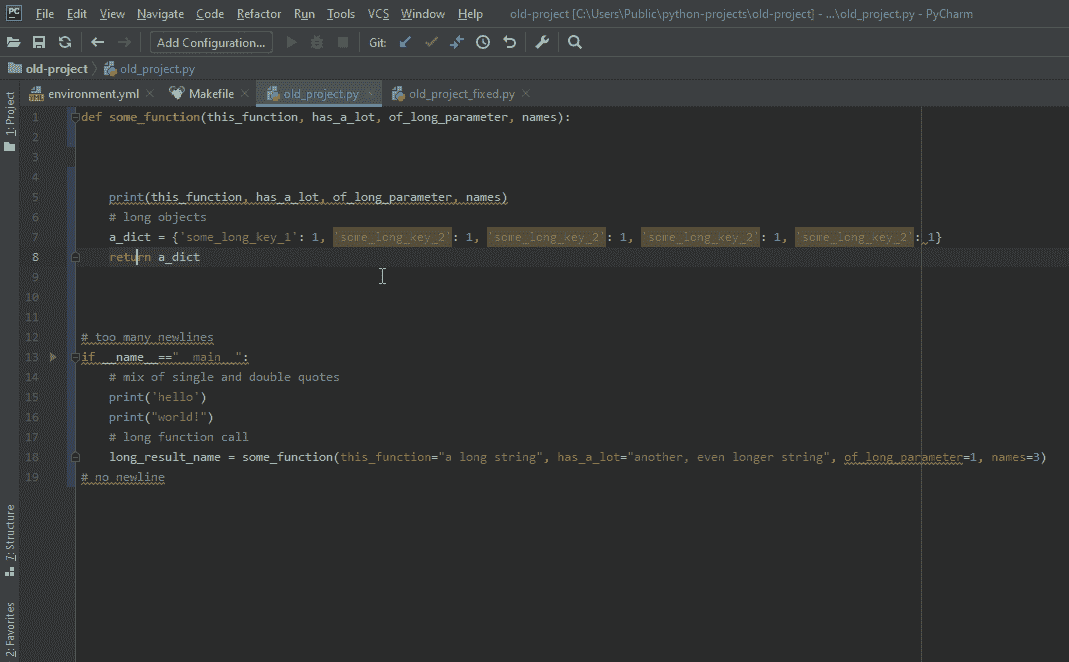 PC File Edit View Navigate Code Refactor Run Tools VCS Window Help old-project [C:\Users\Public\python-projects\old-project] - ...\old_project.py - PyCharm
Add Configuration... Git:
old-project old_project.py
environment.yml Makefile old_project.py old_project_fixed.py
1: Project
1 def some_function(this_function, has_a_lot, of_long_parameter, names):
2
3
4
5 print(this_function, has_a_lot, of_long_parameter, names)
6 # long objects
7 a_dict = {'some_long_key_1': 1, 'some_long_key_2': 1, 'some_long_key_2': 1, 'some_long_key_2': 1, 'some_long_key_2': 1}
8 return a_dict
9
10
11
12 # too many newlines
13 if __name__=="__main__":
14 # mix of single and double quotes
15 print('hello')
16 print("world!")
17 # long function call
18 long_result_name = some_function(this_function="a long string", has_a_lot="another, even longer string", of_long_parameter=1, names=3)
19 # no newline
7: Structure
2: Favorites